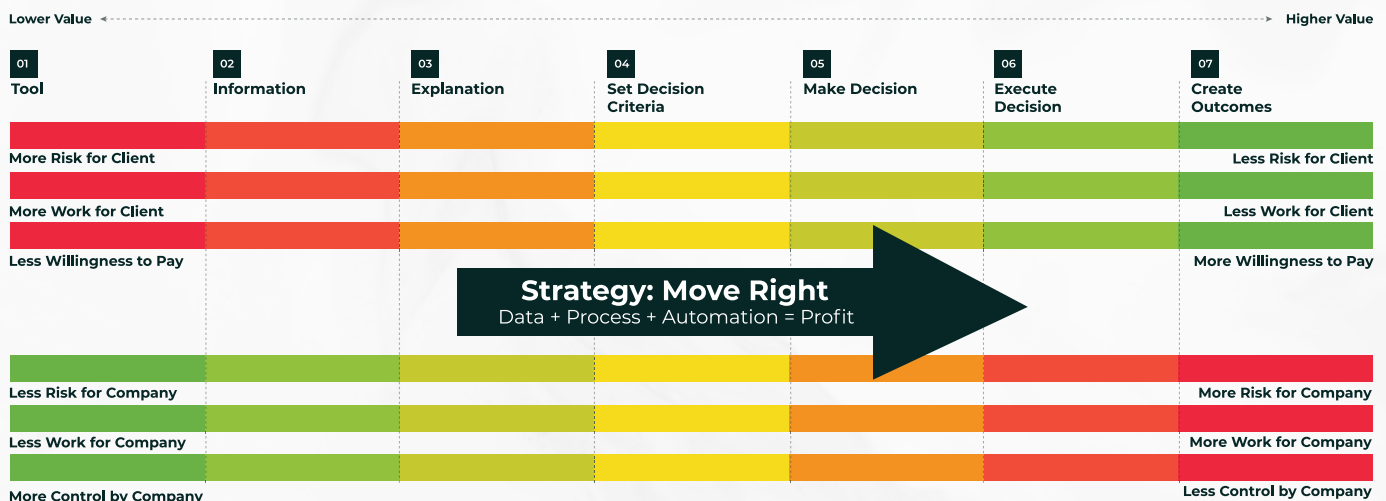 Lower Value
Higher Value
01
Tool
02
Information
03
Explanation
04
Set Decision
Criteria
05
Make Decision
06
Execute
Decision
07
Create
Outcomes
More Risk for Client
Less Risk for Client
More Work for Client
Less Work for Client
Less Willingness to Pay
More Willingness to Pay
Strategy: Move Right
Data + Process + Automation = Profit
Less Risk for Company
More Risk for Company
Less Work for Company
More Work for Company
More Control by Company
Less Control by Company